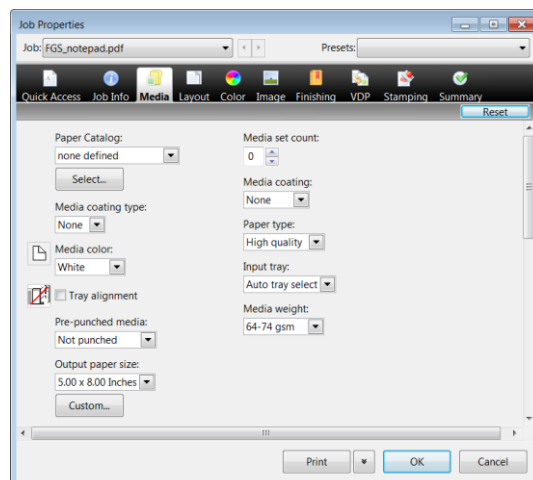 Job Properties
Job: FGS_notepad.pdf Presets:
Quick Access Job Info Media Layout Color Image Finishing VDP Stamping Summary
Reset
Paper Catalog:
none defined
Select...
Media coating type:
None
Media color:
White
Tray alignment
Pre-punched media:
Not punched
Output paper size:
5.00 x 8.00 Inches
Custom...
Media set count:
0
Media coating:
None
Paper type:
High quality
Input tray:
Auto tray select
Media weight:
64-74 gsm
Print OK Cancel